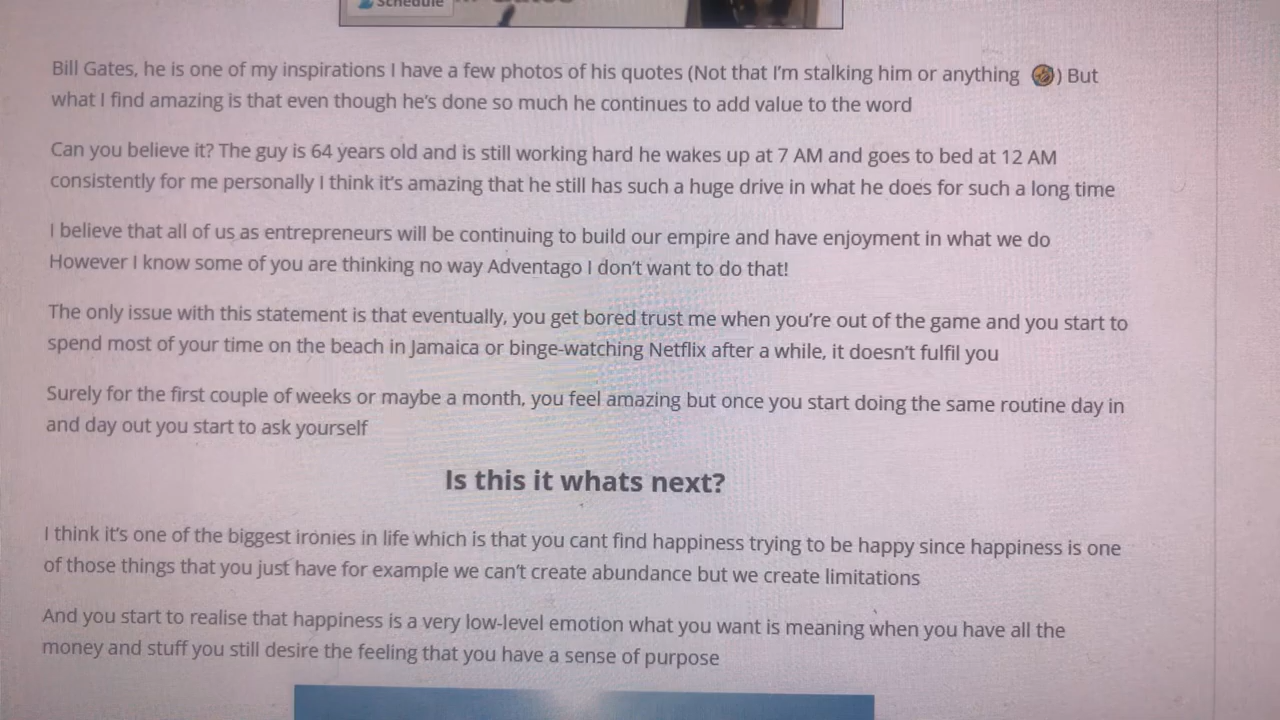 Schedule
Bill Gates, he is one of my inspirations I have a few photos of his quotes (Not that I'm stalking him or anything 🤣) But
what I find amazing is that even though he's done so much he continues to add value to the word
Can you believe it? The guy is 64 years old and is still working hard he wakes up at 7 AM and goes to bed at 12 AM
consistently for me personally I think it's amazing that he still has such a huge drive in what he does for such a long time
I believe that all of us as entrepreneurs will be continuing to build our empire and have enjoyment in what we do
However I know some of you are thinking no way Adventago I don't want to do that!
The only issue with this statement is that eventually, you get bored trust me when you're out of the game and you start to
spend most of your time on the beach in Jamaica or binge-watching Netflix after a while, it doesn't fulfil you
Surely for the first couple of weeks or maybe a month, you feel amazing but once you start doing the same routine day in
and day out you start to ask yourself
Is this it whats next?
I think it's one of the biggest ironies in life which is that you cant find happiness trying to be happy since happiness is one
of those things that you just have for example we can't create abundance but we create limitations
And you start to realise that happiness is a very low-level emotion what you want is meaning when you have all the
money and stuff you still desire the feeling that you have a sense of purpose